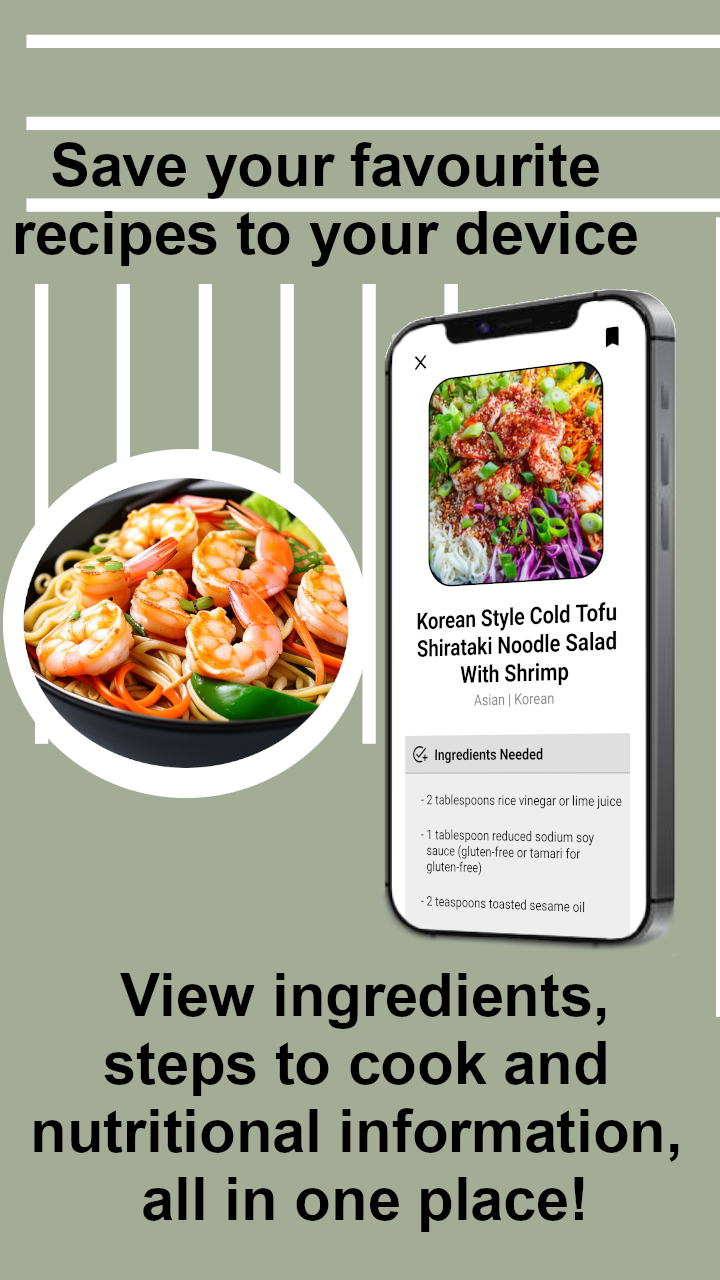 Save your favourite
recipes to your device
Korean Style Cold Tofu
Shirataki Noodle Salad
With Shrimp
Asian | Korean
Ingredients Needed
- 2 tablespoons rice vinegar or lime juice
- 1 tablespoon reduced sodium soy
sauce (gluten-free or tamari for
gluten-free)
- 2 teaspoons toasted sesame oil
View ingredients,
steps to cook and
nutritional information,
all in one place!